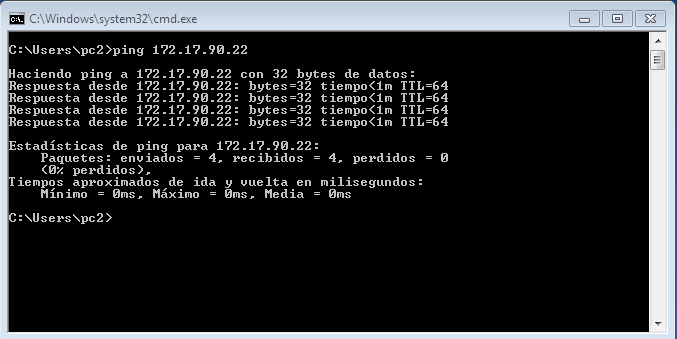 C:\Windows\system32\cmd.exe
C:\Users\pc2>ping 172.17.90.22
Haciendo ping a 172.17.90.22 con 32 bytes de datos:
Respuesta desde 172.17.90.22: bytes=32 tiempo<1m TTL=64
Respuesta desde 172.17.90.22: bytes=32 tiempo<1m TTL=64
Respuesta desde 172.17.90.22: bytes=32 tiempo<1m TTL=64
Respuesta desde 172.17.90.22: bytes=32 tiempo<1m TTL=64
Estadísticas de ping para 172.17.90.22:
Paquetes: enviados = 4, recibidos = 4, perdidos = 0
(0% perdidos),
Tiempos aproximados de ida y vuelta en milisegundos:
Mínimo = 0ms, Máximo = 0ms, Media = 0ms
C:\Users\pc2>